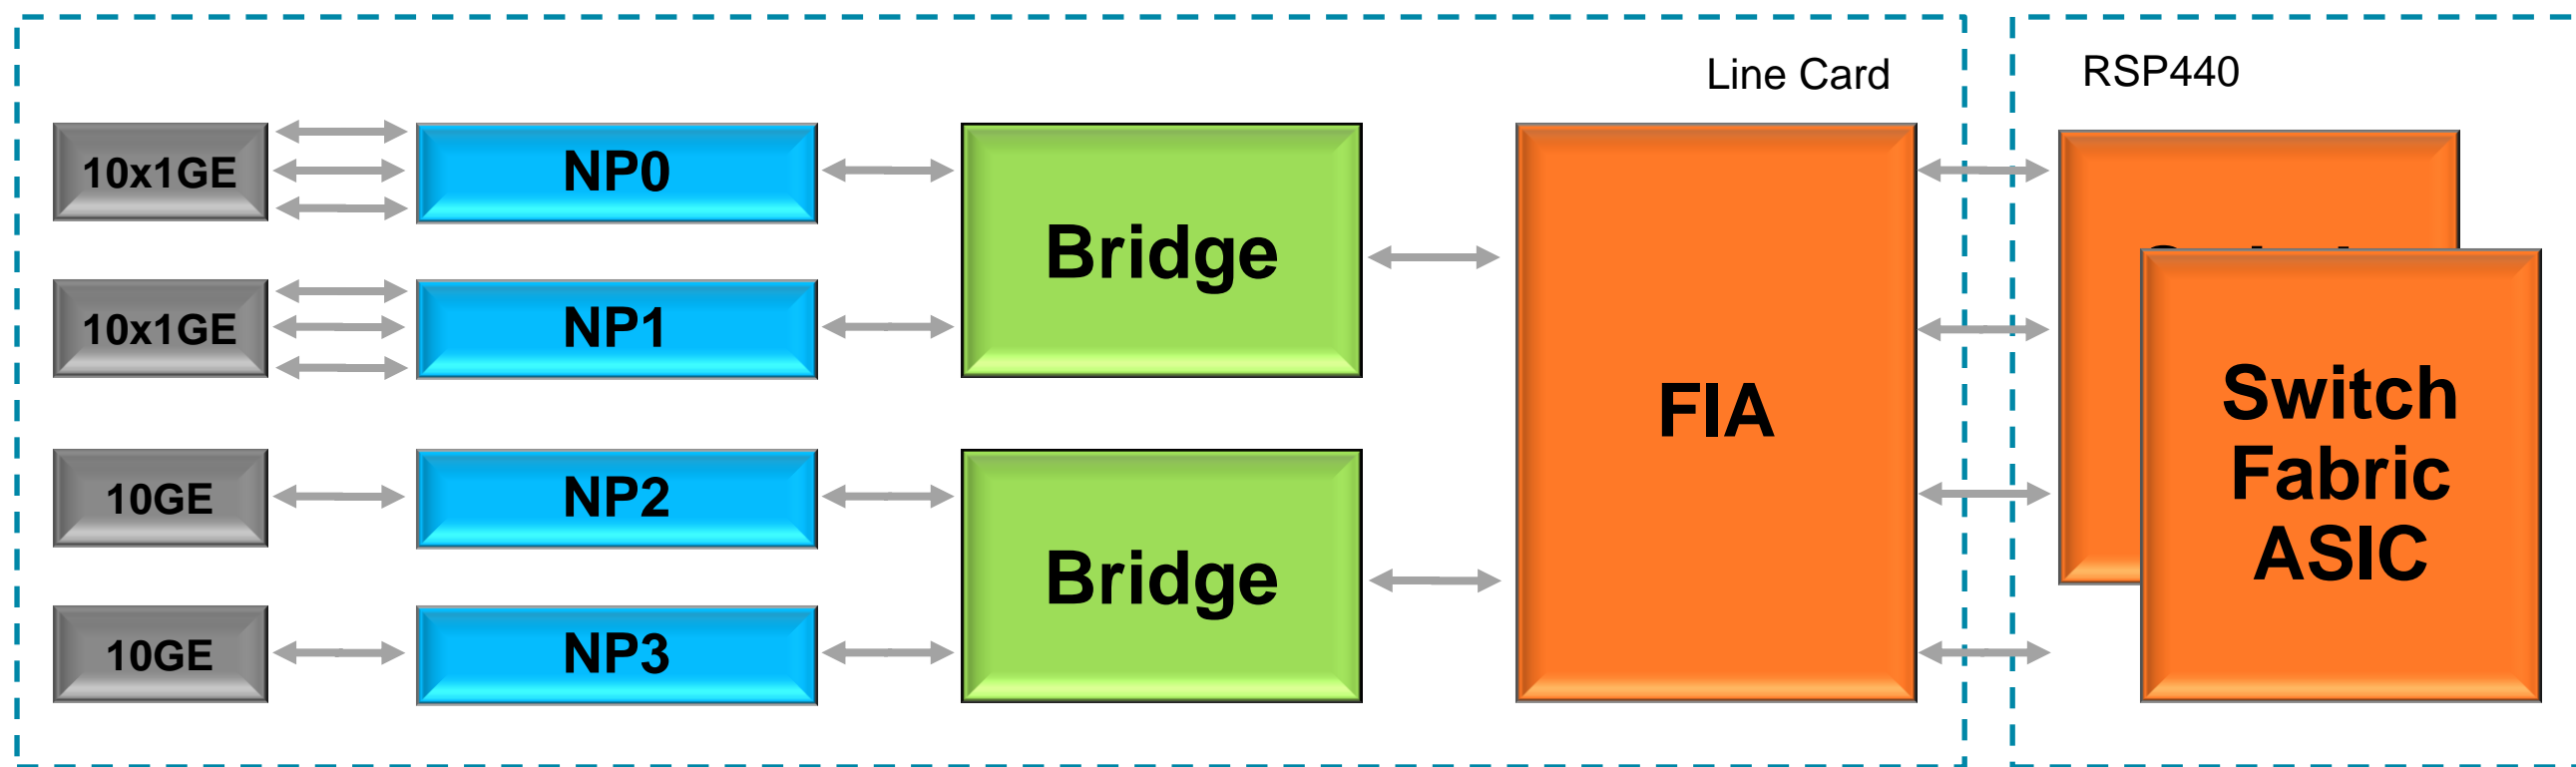 Line Card
RSP440
10x1GE
NP0
Bridge
10x1GE
NP1
FIA
Switch
Fabric
ASIC
10GE
NP2
Bridge
10GE
NP3